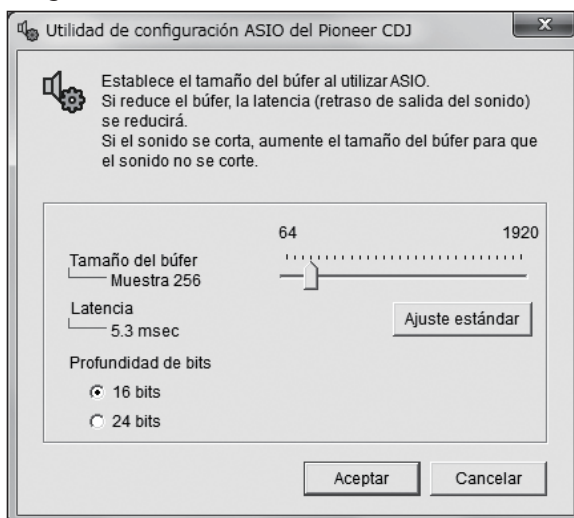 Utilidad de configuración ASIO del Pioneer CDJ
Establece el tamaño del búfer al utilizar ASIO.
Si reduce el búfer, la latencia (retraso de salida del sonido)
se reducirá.
Si el sonido se corta, aumente el tamaño del búfer para que
el sonido no se corte.
64 1920
Tamaño del búfer
Muestra 256
Latencia
5.3 msec
Ajuste estándar
Profundidad de bits
16 bits
24 bits
Aceptar Cancelar